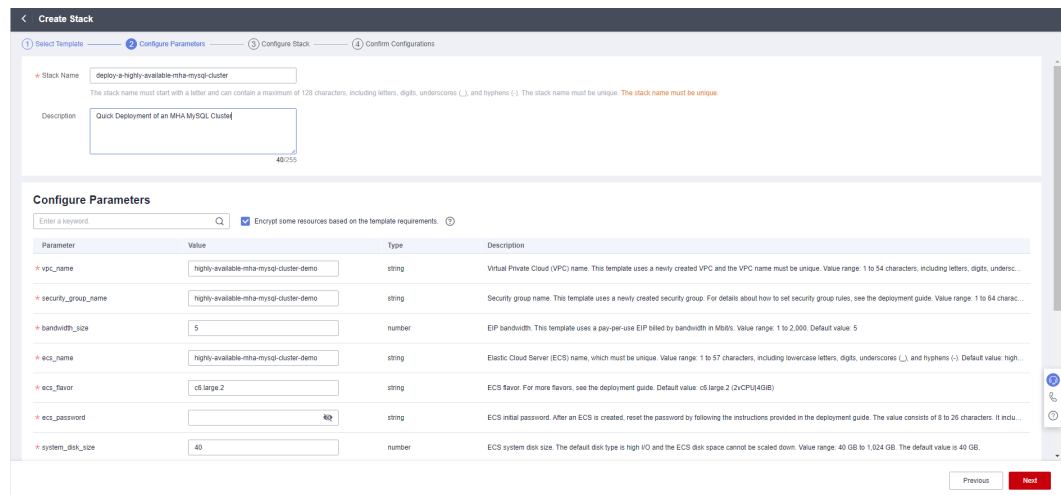 Create Stack
1 Select Template 2 Configure Parameters 3 Configure Stack 4 Confirm Configurations
* Stack Name deploy-a-highly-available-mha-mysql-cluster
The stack name must start with a letter and can contain a maximum of 128 characters, including letters, digits, underscores (_), and hyphens (-). The stack name must be unique. The stack name must be unique.
Description Quick Deployment of an MHA MySQL Cluster
40/255
Configure Parameters
Enter a keyword. Encrypt some resources based on the template requirements. ?
Parameter Value Type Description
* vpc_name highly-available-mha-mysql-cluster-demo string Virtual Private Cloud (VPC) name. This template uses a newly created VPC and the VPC name must be unique. Value range: 1 to 54 characters, including letters, digits, undersc...
* security_group_name highly-available-mha-mysql-cluster-demo string Security group name. This template uses a newly created security group. For details about how to set security group rules, see the deployment guide. Value range: 1 to 64 charac...
* bandwidth_size 5 number EIP bandwidth. This template uses a pay-per-use EIP billed by bandwidth in Mbit/s. Value range: 1 to 2,000. Default value: 5
* ecs_name highly-available-mha-mysql-cluster-demo string Elastic Cloud Server (ECS) name, which must be unique. Value range: 1 to 57 characters, including lowercase letters, digits, underscores (_), and hyphens (-). Default value: high...
* ecs_flavor c6.large.2 string ECS flavor. For more flavors, see the deployment guide. Default value: c6.large.2 (2vCPU|4GiB)
* ecs_password string ECS initial password. After an ECS is created, reset the password by following the instructions provided in the deployment guide. The value consists of 8 to 26 characters. It inclu...
* system_disk_size 40 number ECS system disk size. The default disk type is high I/O and the ECS disk space cannot be scaled down. Value range: 40 GB to 1,024 GB. The default value is 40 GB.
Previous Next